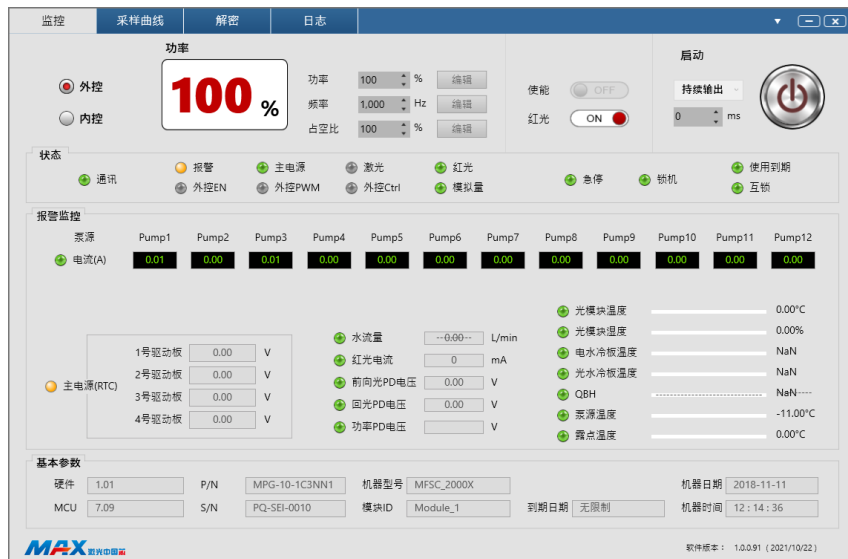 监控 采样曲线 解密 日志
功率 启动
外控 100 % 功率 100 % 编辑 使能 OFF 持续输出
频率 1,000 Hz 编辑
内控 占空比 100 % 编辑 红光 ON 0 ms
状态
通讯 报警 主电源 激光 红光 急停 锁机 使用到期
外控EN 外控PWM 外控Ctrl 模拟量 互锁
报警监控
泵源 Pump1 Pump2 Pump3 Pump4 Pump5 Pump6 Pump7 Pump8 Pump9 Pump10 Pump11 Pump12
电流(A) 0.01 0.00 0.01 0.00 0.00 0.00 0.00 0.00 0.00 0.00 0.00 0.00
主电源(RTC)
1号驱动板 0.00 V
2号驱动板 0.00 V
3号驱动板 0.00 V
4号驱动板 0.00 V
水流量 --0.00-- L/min
红光电流 0 mA
前向光PD电压 0.00 V
回光PD电压 0.00 V
功率PD电压 V
光模块温度 0.00°C
光模块湿度 0.00%
电水冷板温度 NaN
光水冷板温度 NaN
QBH NaN
泵源温度 -11.00°C
露点温度 0.00°C
基本参数
硬件 1.01 P/N MPG-10-1C3NN1 机器型号 MFSC_2000X 机器日期 2018-11-11
MCU 7.09 S/N PQ-SEI-0010 模块ID Module_1 到期日期 无限制 机器时间 12 : 14 : 36
MAX 激光中国芯 软件版本： 1.0.0.91 ( 2021/10/22 )